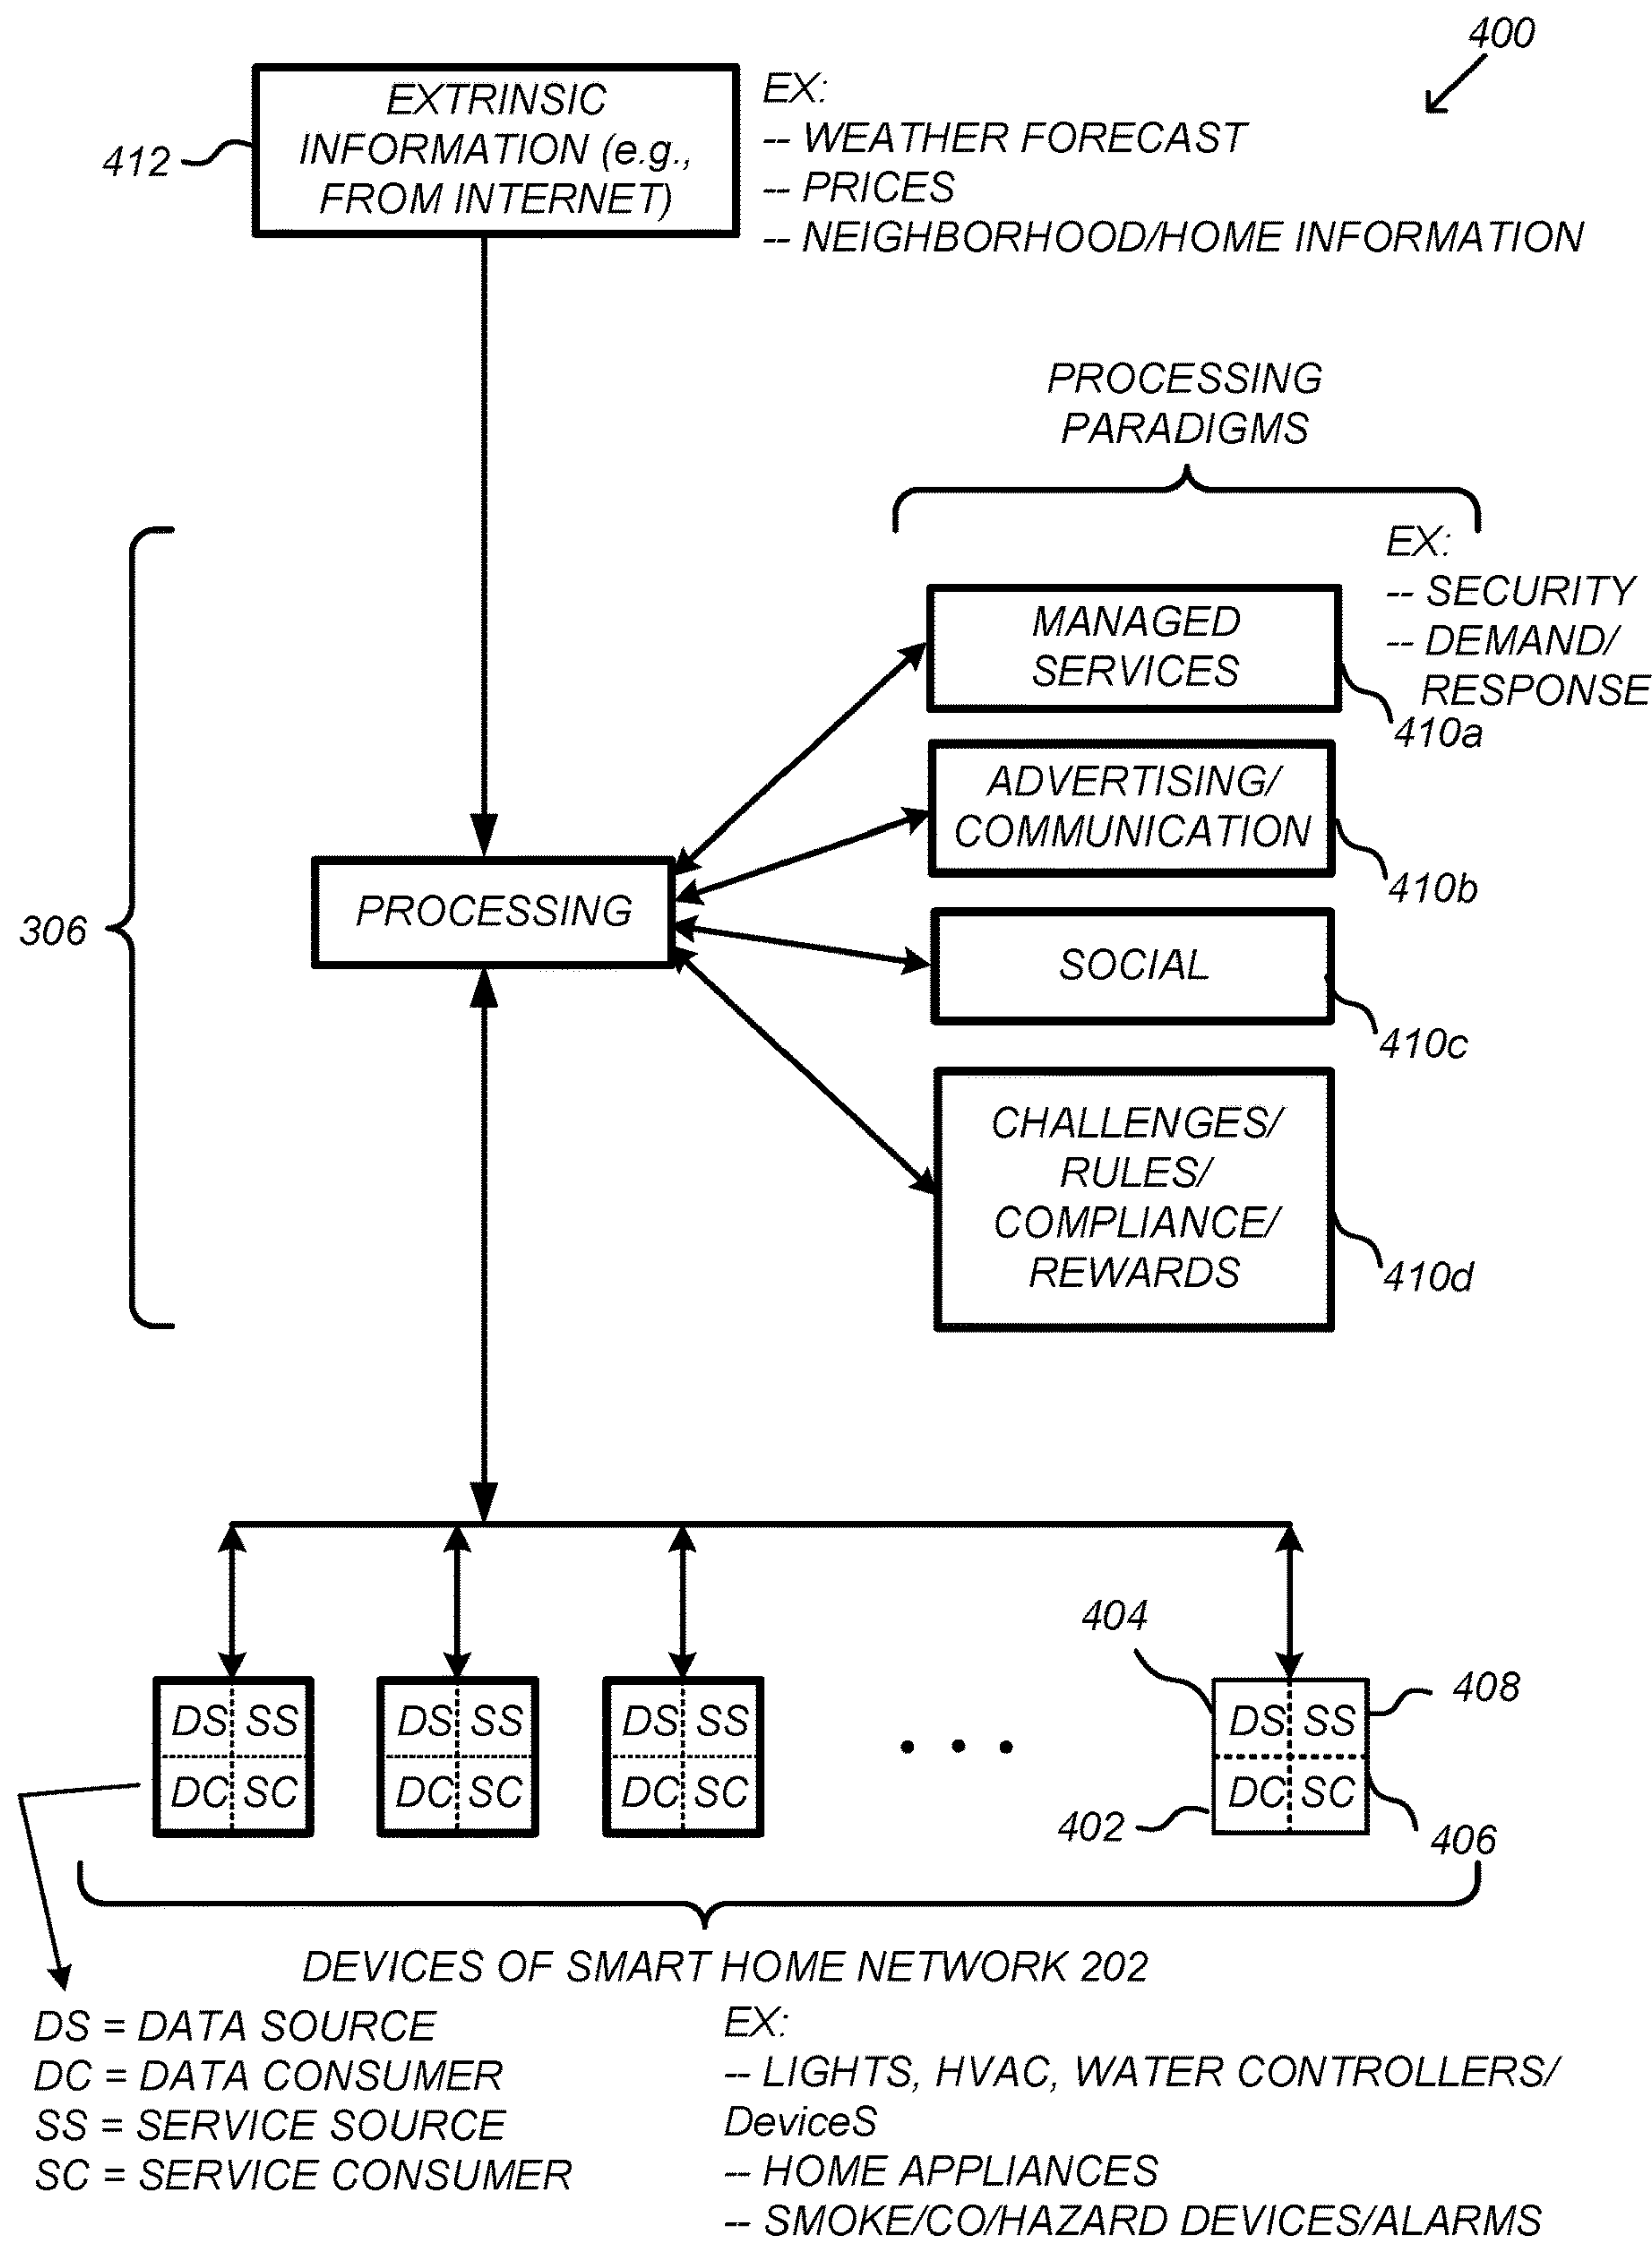 400
EXTRINSIC
INFORMATION (e.g.,
FROM INTERNET)
412
EX:
-- WEATHER FORECAST
-- PRICES
-- NEIGHBORHOOD/HOME INFORMATION
PROCESSING
PARADIGMS
EX:
-- SECURITY
-- DEMAND/
RESPONSE
MANAGED
SERVICES
410a
ADVERTISING/
COMMUNICATION
410b
306
PROCESSING
SOCIAL
410c
CHALLENGES/
RULES/
COMPLIANCE/
REWARDS
410d
404
408
DS SS
DC SC
DS SS
DC SC
DS SS
DC SC
• • •
DS SS
DC SC
402
406
DEVICES OF SMART HOME NETWORK 202
DS = DATA SOURCE
DC = DATA CONSUMER
SS = SERVICE SOURCE
SC = SERVICE CONSUMER
EX:
-- LIGHTS, HVAC, WATER CONTROLLERS/
DeviceS
-- HOME APPLIANCES
-- SMOKE/CO/HAZARD DEVICES/ALARMS